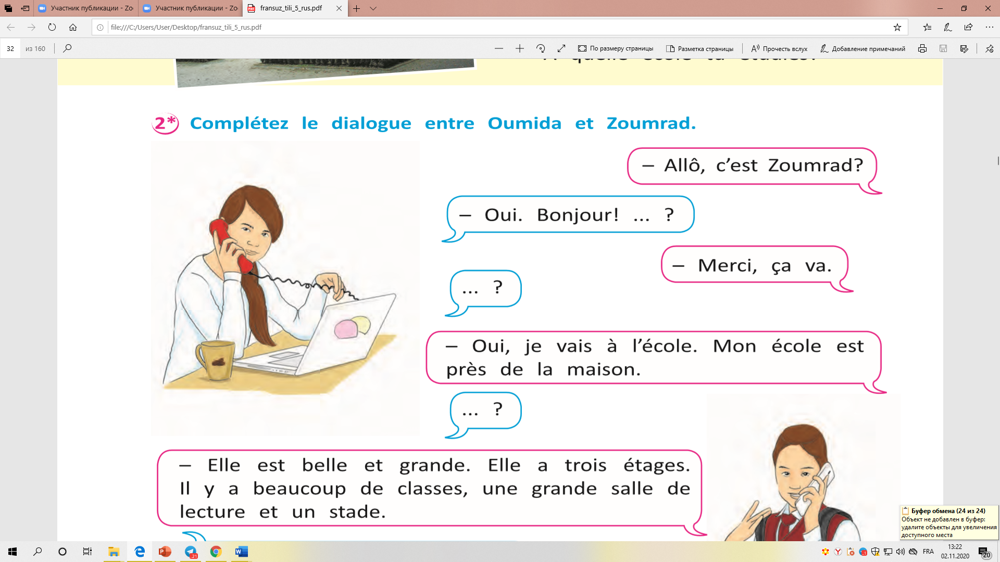 Участник публикации - Zo
Участник публикации - Zo
fransuz_tili_5_rus.pdf
file:///C:/Users/User/Desktop/fransuz_tili_5_rus.pdf
32 из 160
По размеру страницы
Разметка страницы
Прочесть вслух
Добавление примечаний
2* Complétez le dialogue entre Oumida et Zoumrad.
– Allô, c’est Zoumrad?
– Oui. Bonjour! ... ?
– Merci, ça va.
... ?
– Oui, je vais à l’école. Mon école est
près de la maison.
... ?
– Elle est belle et grande. Elle a trois étages.
Il y a beaucoup de classes, une grande salle de
lecture et un stade.
Буфер обмена (24 из 24)
Объект не добавлен в буфер:
удалите объекты для увеличения
доступного места
FRA
13:22
02.11.2020
20